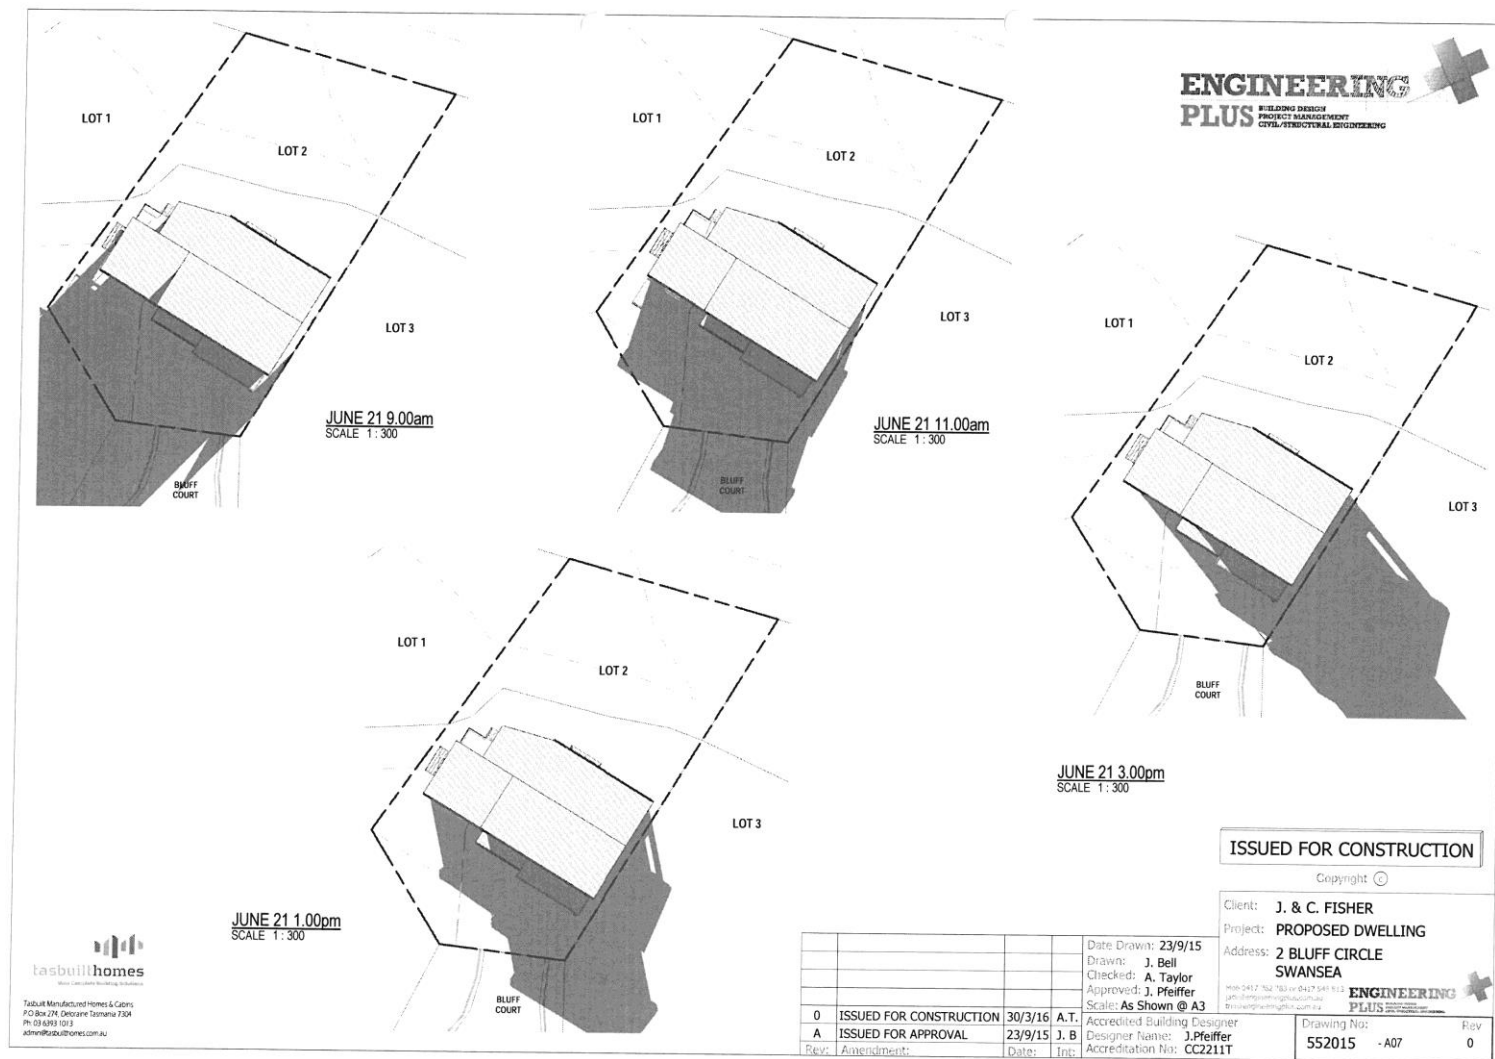 LOT 1
LOT 2
LOT 3
JUNE 21 9.00am
SCALE 1 : 300
BLUFF
COURT
LOT 1
LOT 2
LOT 3
JUNE 21 11.00am
SCALE 1 : 300
BLUFF
COURT
ENGINEERING
PLUS
BUILDING DESIGN
PROJECT MANAGEMENT
CIVIL/STRUCTURAL ENGINEERING
LOT 1
LOT 2
LOT 3
BLUFF
COURT
JUNE 21 3.00pm
SCALE 1 : 300
LOT 1
LOT 2
LOT 3
JUNE 21 1.00pm
SCALE 1 : 300
BLUFF
COURT
tasbuilthomes
Tasbuilt Manufactured Homes & Cabins
P.O Box 274, Deloraine Tasmania 7304
Ph: 03 6393 1013
admin@tasbuilthomes.com.au
0 ISSUED FOR CONSTRUCTION 30/3/16 A.T.
A ISSUED FOR APPROVAL 23/9/15 J. B
Rev: Amendment: Date: Int:
Date Drawn: 23/9/15
Drawn: J. Bell
Checked: A. Taylor
Approved: J. Pfeiffer
Scale: As Shown @ A3
Accredited Building Designer
Designer Name: J.Pfeiffer
Accreditation No: CC2211T
ISSUED FOR CONSTRUCTION
Copyright ©
Client: J. & C. FISHER
Project: PROPOSED DWELLING
Address: 2 BLUFF CIRCLE
SWANSEA
ENGINEERING
PLUS
Drawing No: Rev
552015 - A07 0